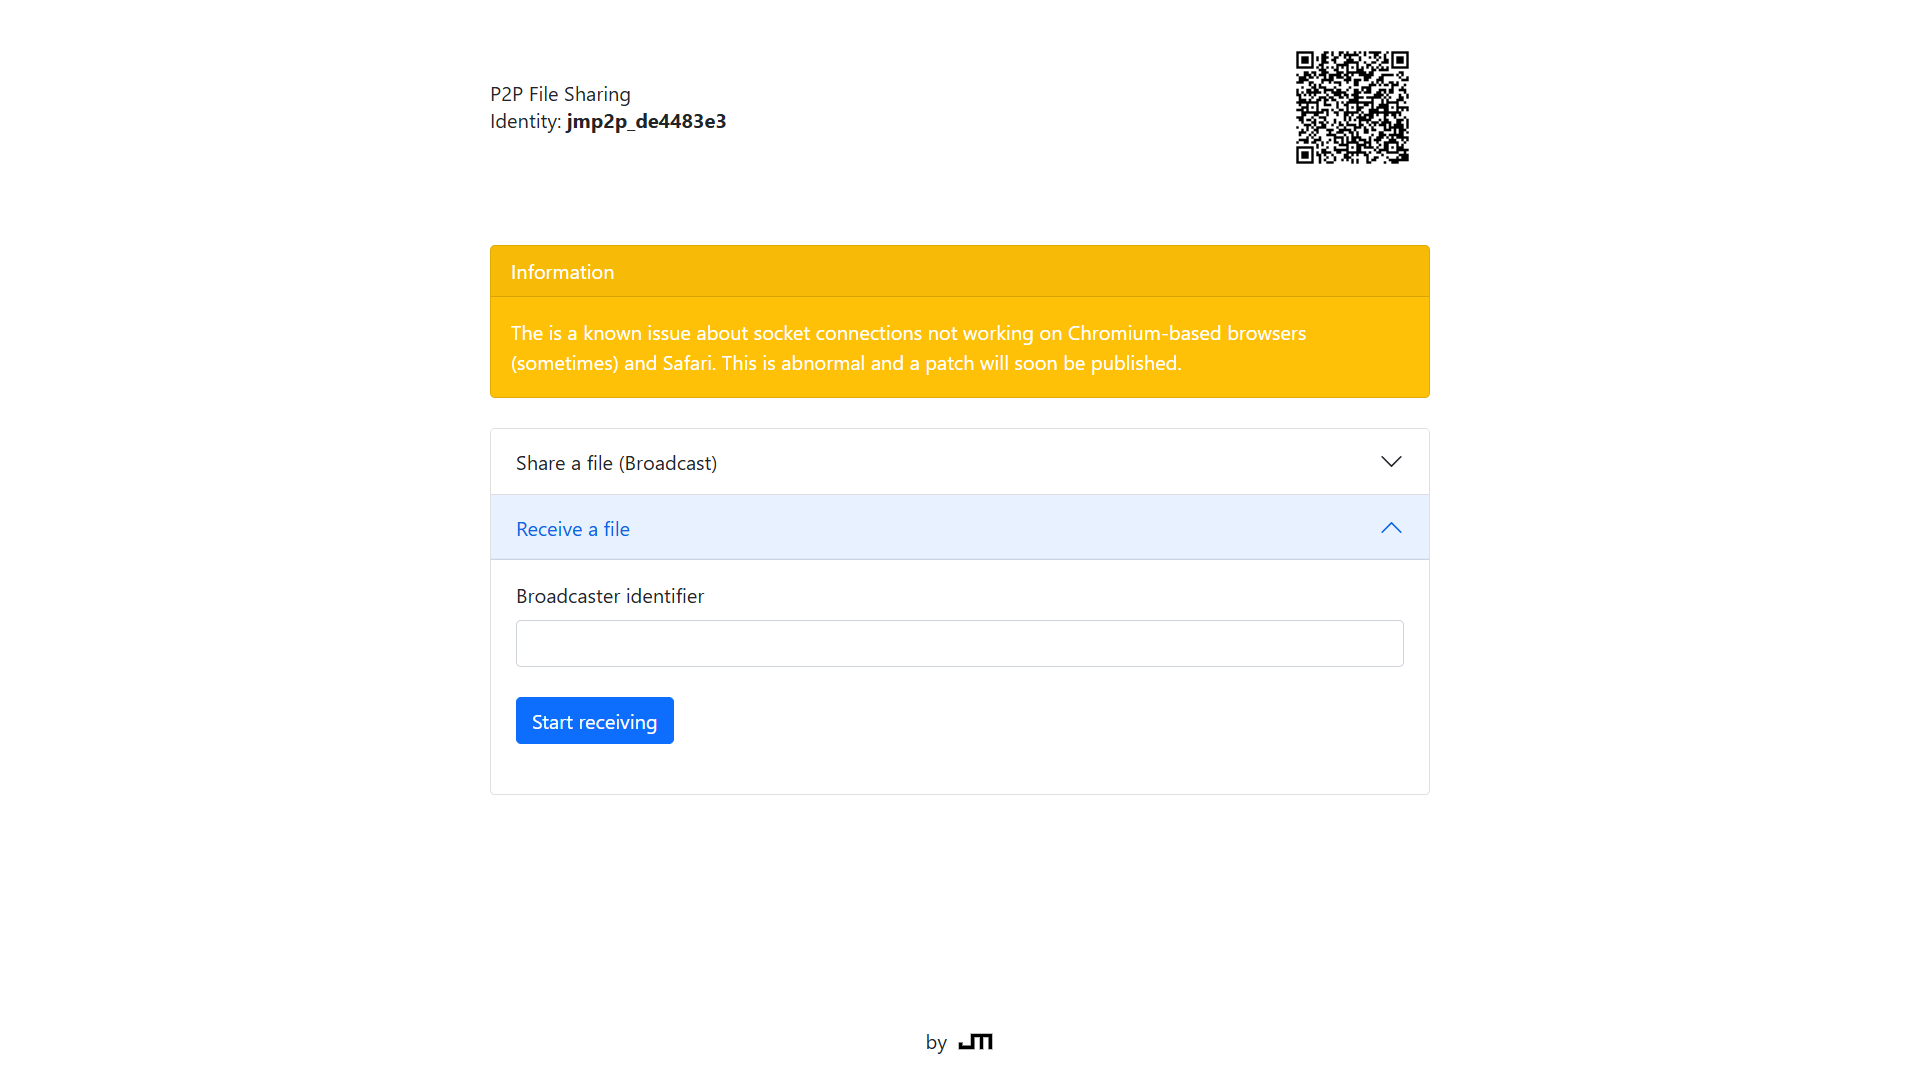 P2P File Sharing
Identity: jmp2p_de4483e3
Information
The is a known issue about socket connections not working on Chromium-based browsers
(sometimes) and Safari. This is abnormal and a patch will soon be published.
Share a file (Broadcast)
Receive a file
Broadcaster identifier
Start receiving
by JM